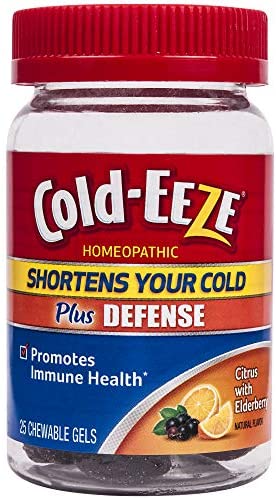 Cold-EEZE®
HOMEOPATHIC
SHORTENS YOUR COLD
Plus DEFENSE
Promotes
Immune Health*
Citrus
with
Elderberry
NATURAL FLAVOR
25 CHEWABLE GELS